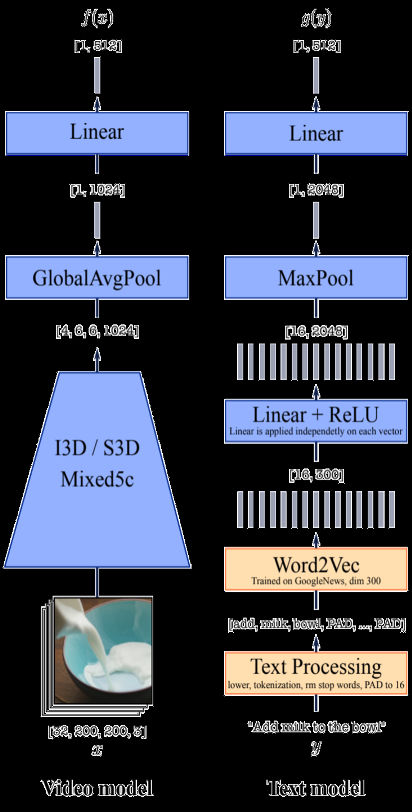 f(x)
[1, 512]
Linear
[1, 1024]
GlobalAvgPool
[4, 6, 6, 1024]
I3D / S3D
Mixed5c
[32, 200, 200, 3]
x
Video model
g(y)
[1, 512]
Linear
[1, 2048]
MaxPool
[16, 2048]
Linear + ReLU
Linear is applied independetly on each vector
[16, 300]
Word2Vec
Trained on GoogleNews, dim 300
[add, milk, bowl, PAD, ..., PAD]
Text Processing
lower, tokenization, rm stop words, PAD to 16
"Add milk to the bowl"
y
Text model